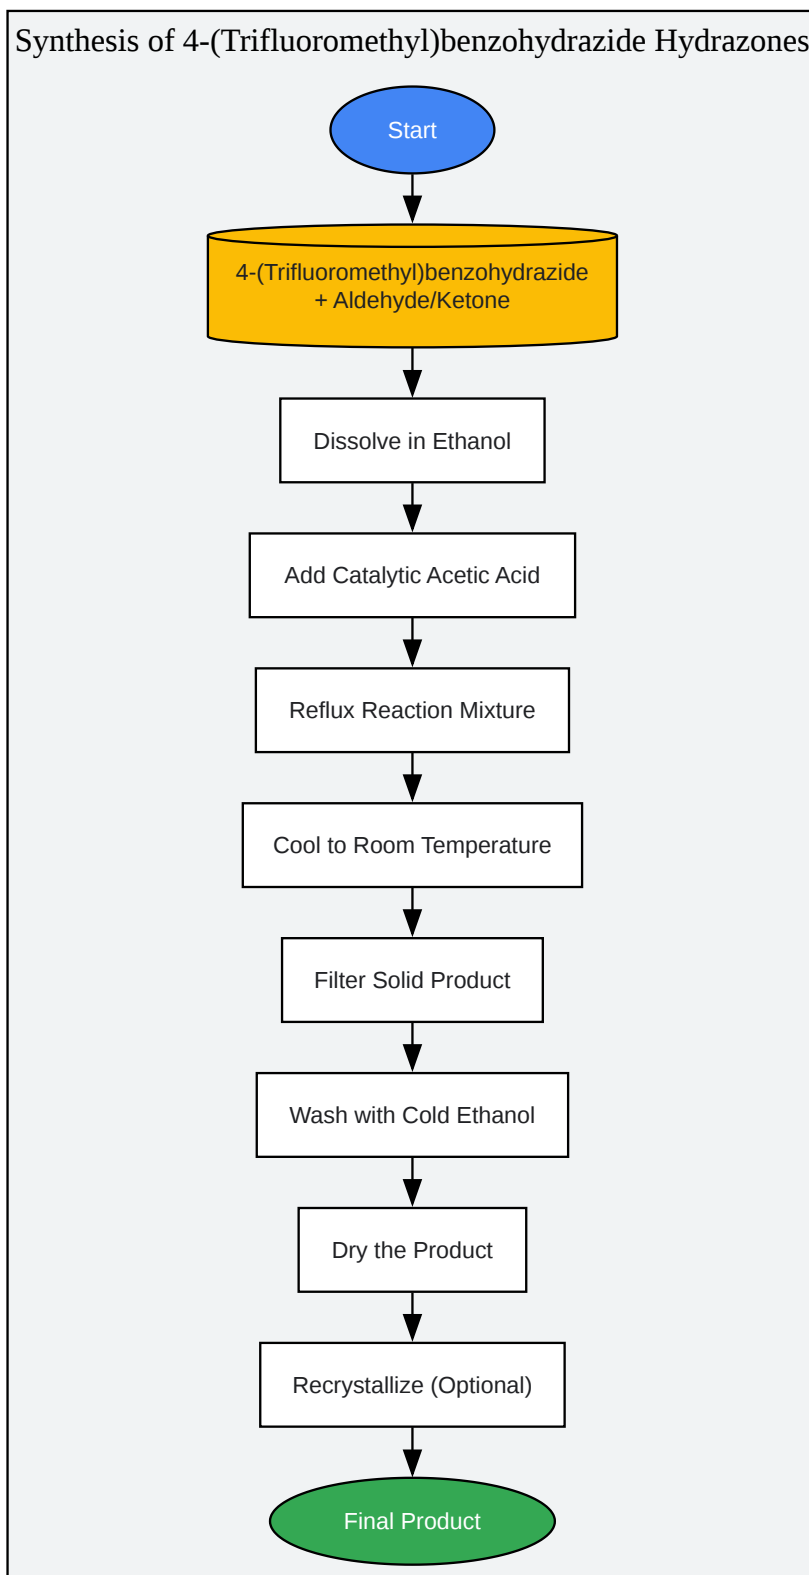 Synthesis of 4-(Trifluoromethyl)benzohydrazide Hydrazones
Start
4-(Trifluoromethyl)benzohydrazide
+ Aldehyde/Ketone
Dissolve in Ethanol
Add Catalytic Acetic Acid
Reflux Reaction Mixture
Cool to Room Temperature
Filter Solid Product
Wash with Cold Ethanol
Dry the Product
Recrystallize (Optional)
Final Product